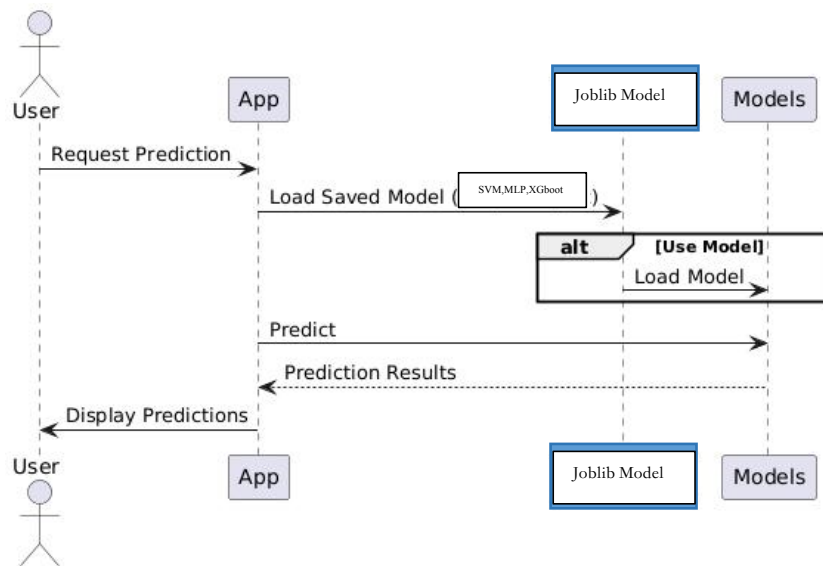 User
App
Joblib Model
Models
Request Prediction
Load Saved Model ( SVM,MLP,XGboot )
alt [Use Model]
Load Model
Predict
Prediction Results
Display Predictions
User
App
Joblib Model
Models